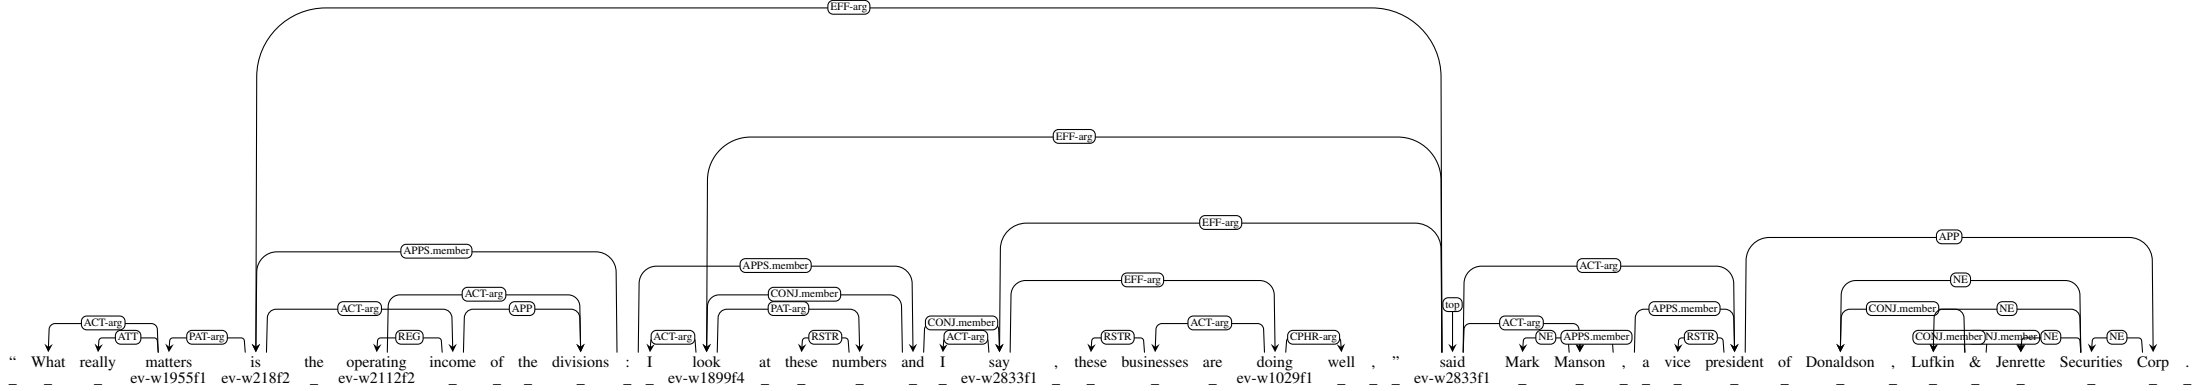 EFF-arg
EFF-arg
EFF-arg
APP
APPS.member
APPS.member ACT-arg
EFF-arg NE
ACT-arg CONJ.member
top
ACT-arg APP PAT-arg APPS.member CONJ.member NE
ACT-arg CONJ.member ACT-arg ACT-arg
ATT PAT-arg REG ACT-arg RSTR ACT-arg RSTR CPHR-arg NE APPS.member RSTR CONJ.member NJ.member NE NE
“ What really matters is the operating income of the divisions : I look at these numbers and I say , these businesses are doing well , ” said Mark Manson , a vice president of Donaldson , Lufkin & Jenrette Securities Corp .
_ _ _ ev-w1955f1 ev-w218f2 _ ev-w2112f2 _ _ _ _ _ _ ev-w1899f4 _ _ _ _ _ ev-w2833f1 _ _ _ _ ev-w1029f1 _ _ _ ev-w2833f1 _ _ _ _ _ _ _ _ _ _ _ _ _ _ _